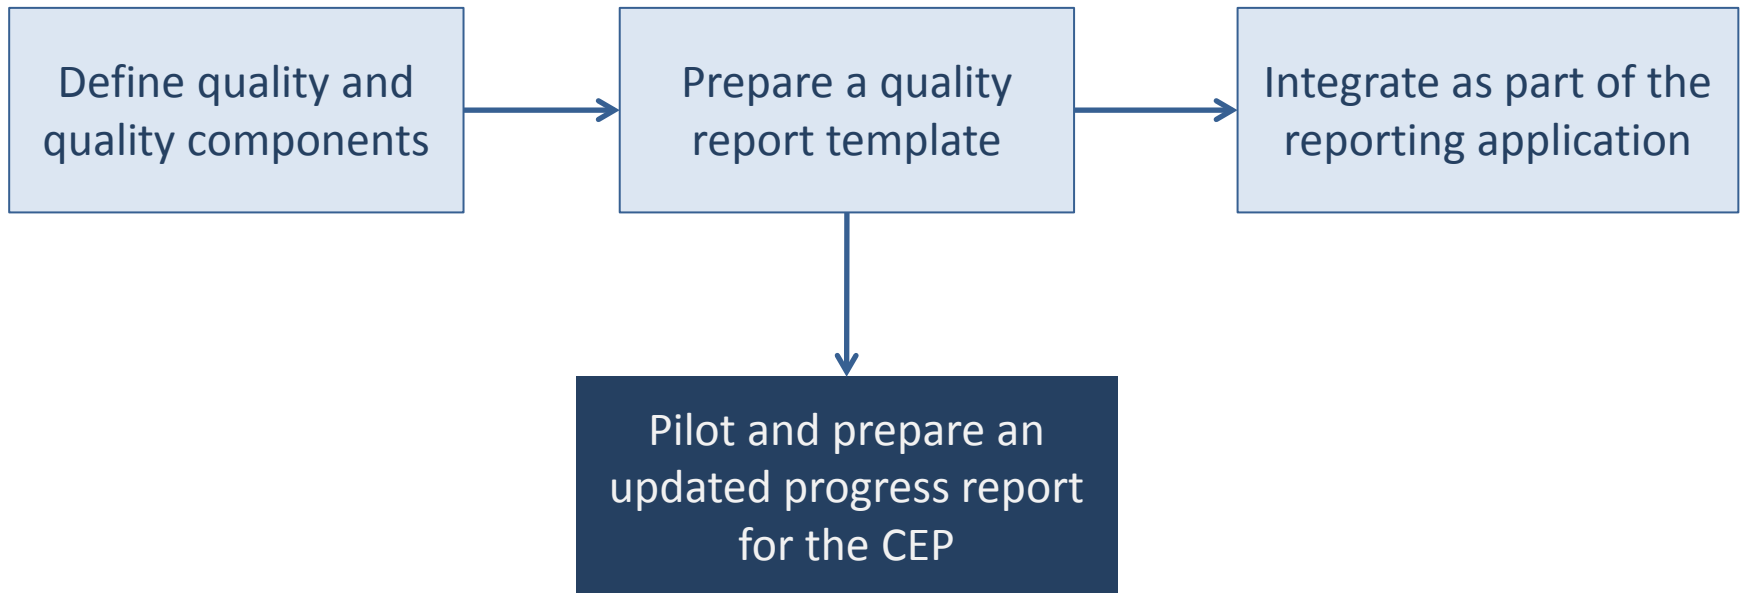 Define quality and
quality components
Prepare a quality
report template
Integrate as part of the
reporting application
Pilot and prepare an
updated progress report
for the CEP